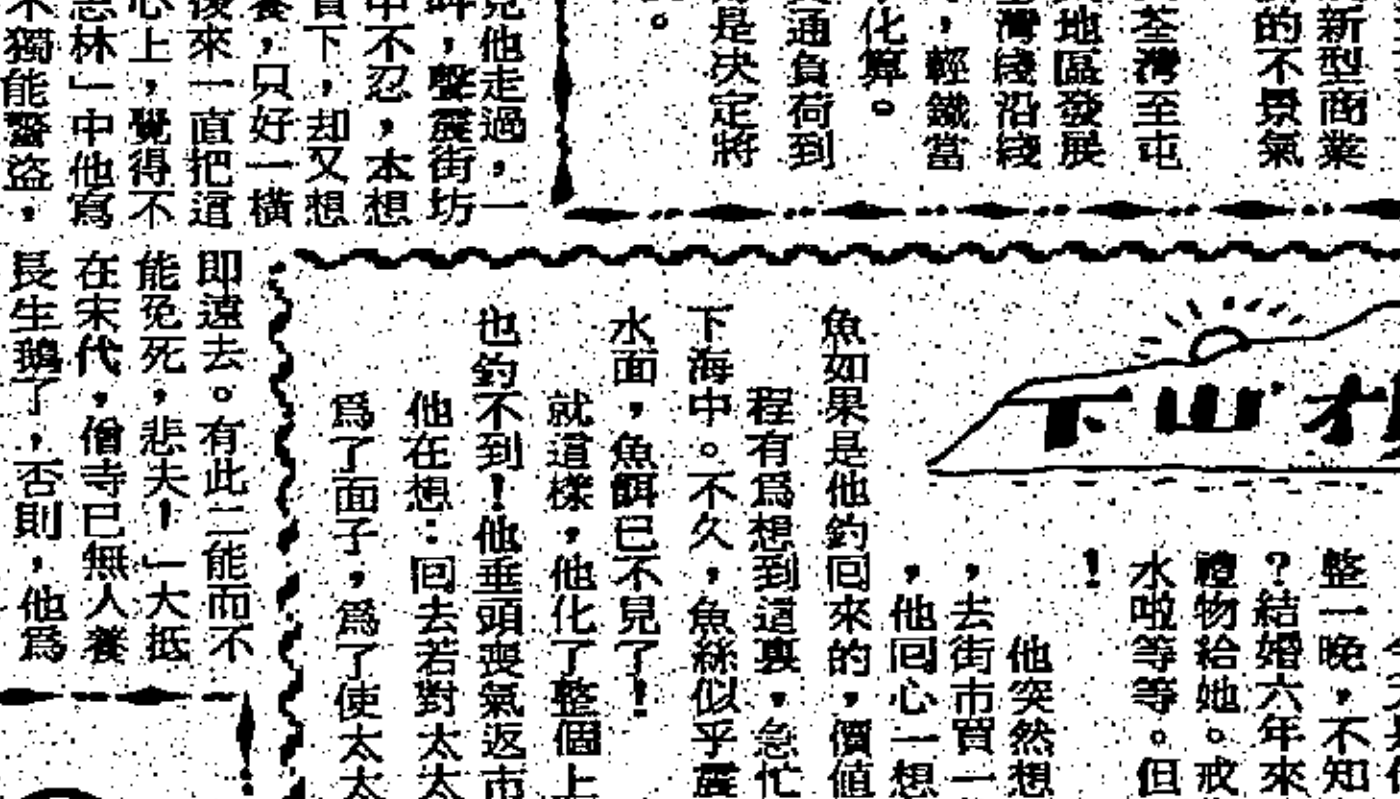 新型商業
的不景氣
荃灣至屯
地區發展
灣綫沿綫
，輕鐵當
化算。
通負荷到
是决定將
。
見他走過，一
，聲震街坊
中不忍，本想
下，却又想
養，只好一橫
後來一直把這
心上，覺得不
林」中他寫
不獨能警盜，
即遠去。有此二能而不
能免死，悲夫！」大抵
在末代，僧寺已無人養
長生鵝了，否則，他爲
下山
整一晚，不知
？結婚六年來
禮物給她。戒
水啦等等。但
！
他突然想
，去街市買一
，他回心一想
魚如果是他釣回來的，價值
程有爲想到這裏，急忙
下海中。不久，魚絲似乎震
水面，魚餌已不見了！
就這樣，他化了整個上
也釣不到！他垂頭喪氣返市
他在想：回去若對太太
爲了面子，爲了使太太